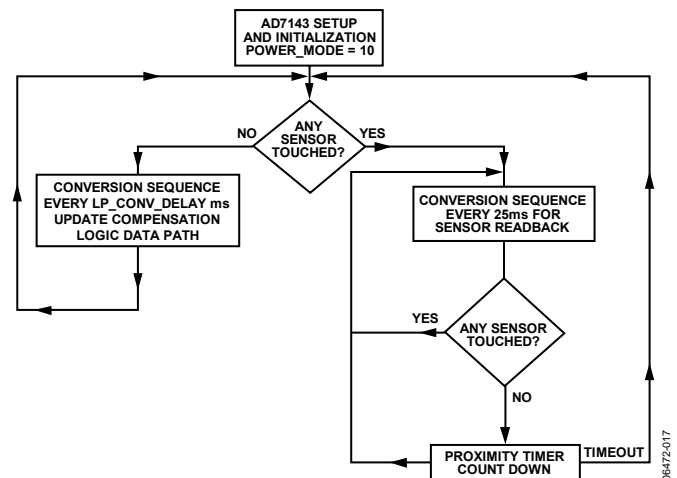 AD7143 SETUP
AND INITIALIZATION
POWER_MODE = 10
ANY
SENSOR
TOUCHED?
NO
YES
CONVERSION SEQUENCE
EVERY LP_CONV_DELAY ms
UPDATE COMPENSATION
LOGIC DATA PATH
CONVERSION SEQUENCE
EVERY 25ms FOR
SENSOR READBACK
YES
ANY SENSOR
TOUCHED?
NO
PROXIMITY TIMER
COUNT DOWN
TIMEOUT
06472-017